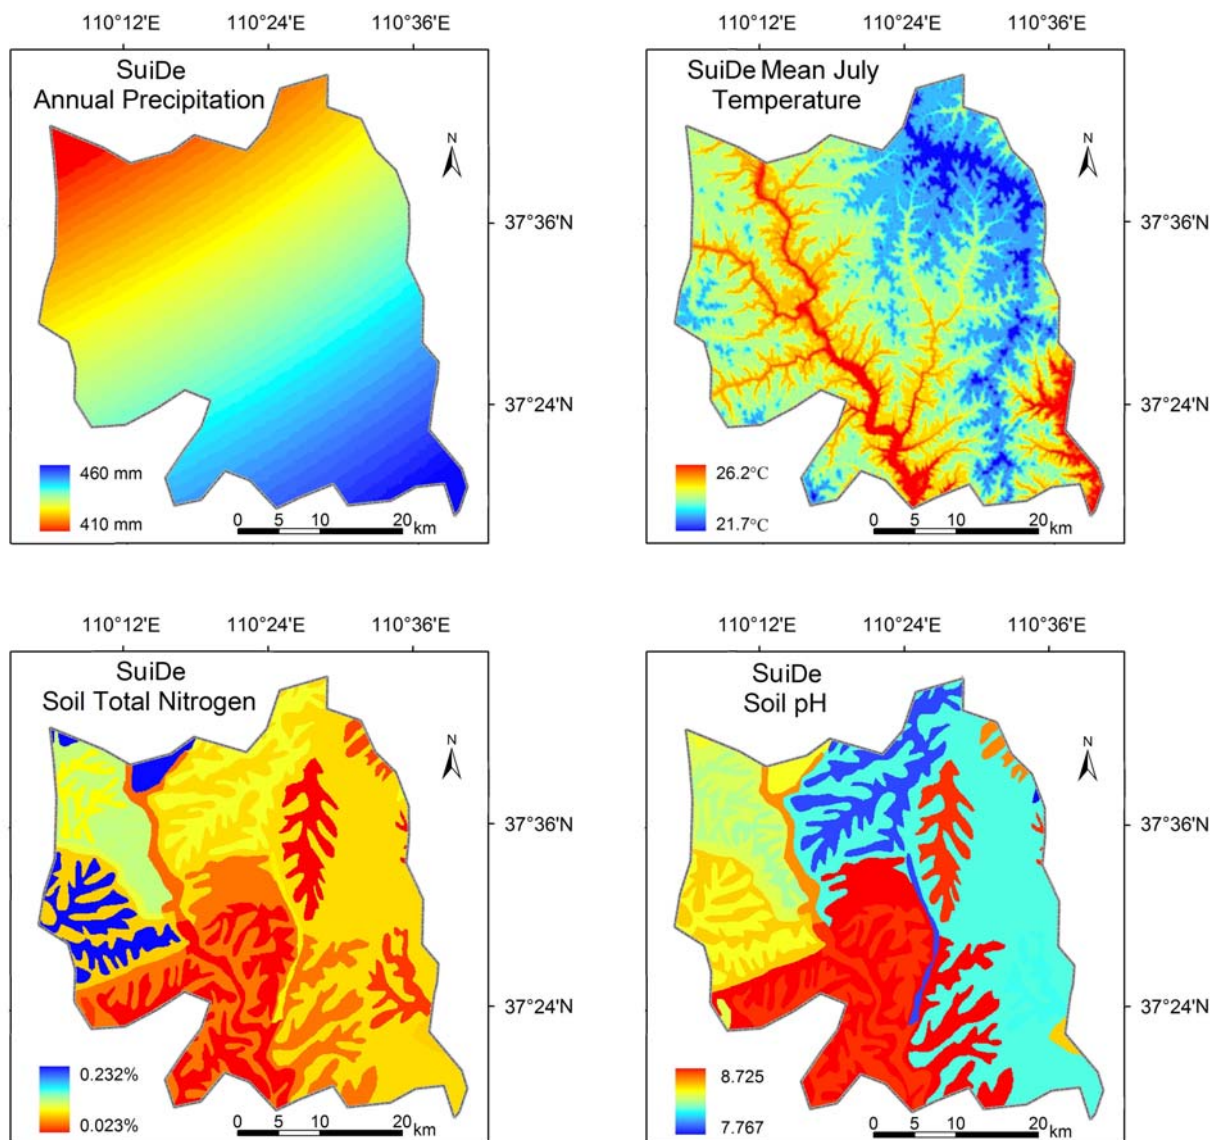 110°12'E 110°24'E 110°36'E
SuiDe
Annual Precipitation
N
37°36'N
37°24'N
460 mm
410 mm
0 5 10 20
km
110°12'E 110°24'E 110°36'E
SuiDe Mean July
Temperature
N
37°36'N
37°24'N
26.2°C
21.7°C
0 5 10 20
km
110°12'E 110°24'E 110°36'E
SuiDe
Soil Total Nitrogen
N
37°36'N
37°24'N
0.232%
0.023%
0 5 10 20
km
110°12'E 110°24'E 110°36'E
SuiDe
Soil pH
N
37°36'N
37°24'N
8.725
7.767
0 5 10 20
km